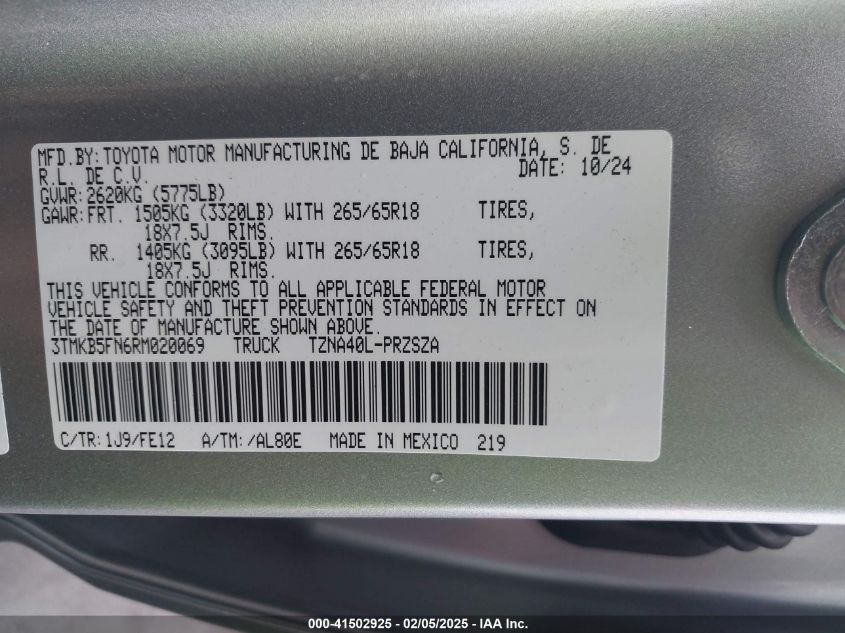 MFD.BY:TOYOTA MOTOR MANUFACTURING DE BAJA CALIFORNIA, S. DE
R.L. DE C.V. DATE: 10/24
GVWR:2620KG (5775LB)
GAWR:FRT. 1505KG (3320LB) WITH 265/65R18 TIRES,
18X7.5J RIMS.
RR. 1405KG (3095LB) WITH 265/65R18 TIRES,
18X7.5J RIMS.
THIS VEHICLE CONFORMS TO ALL APPLICABLE FEDERAL MOTOR
VEHICLE SAFETY AND THEFT PREVENTION STANDARDS IN EFFECT ON
THE DATE OF MANUFACTURE SHOWN ABOVE.
3TMKB5FN6RM020069 TRUCK TZNA40L-PRZSZA
C/TR:1J9/FE12 A/TM:/AL80E MADE IN MEXICO 219
000-41502925 - 02/05/2025 - IAA Inc.